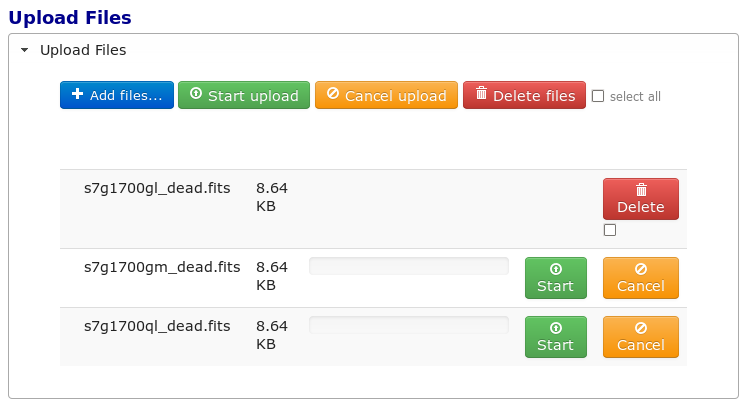 Upload Files
Upload Files
Add files... Start upload Cancel upload Delete files select all
s7g1700gl_dead.fits 8.64 KB Delete
s7g1700gm_dead.fits 8.64 KB Start Cancel
s7g1700ql_dead.fits 8.64 KB Start Cancel